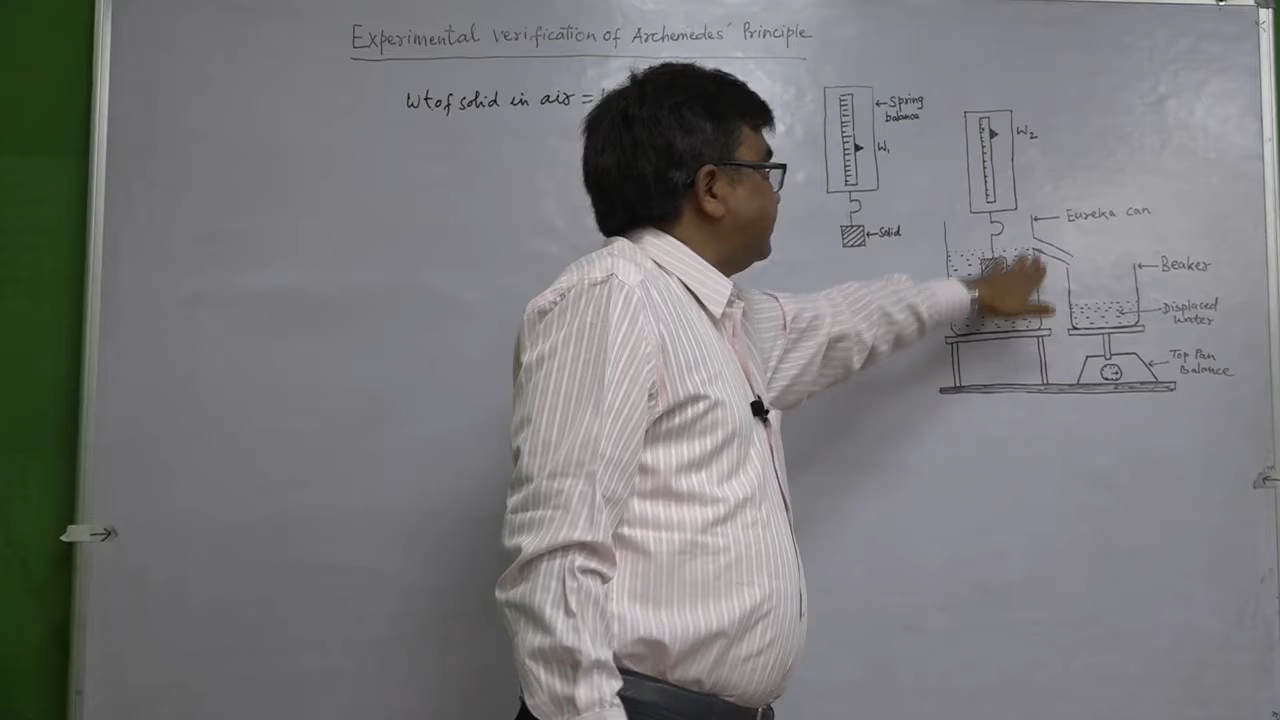 Experimental verification of Archemedes' Principle
Wt of solid in air =
Spring
balance
W₁
Solid
W₂
Eureka can
Beaker
Displaced
Water
Top Pan
Balance